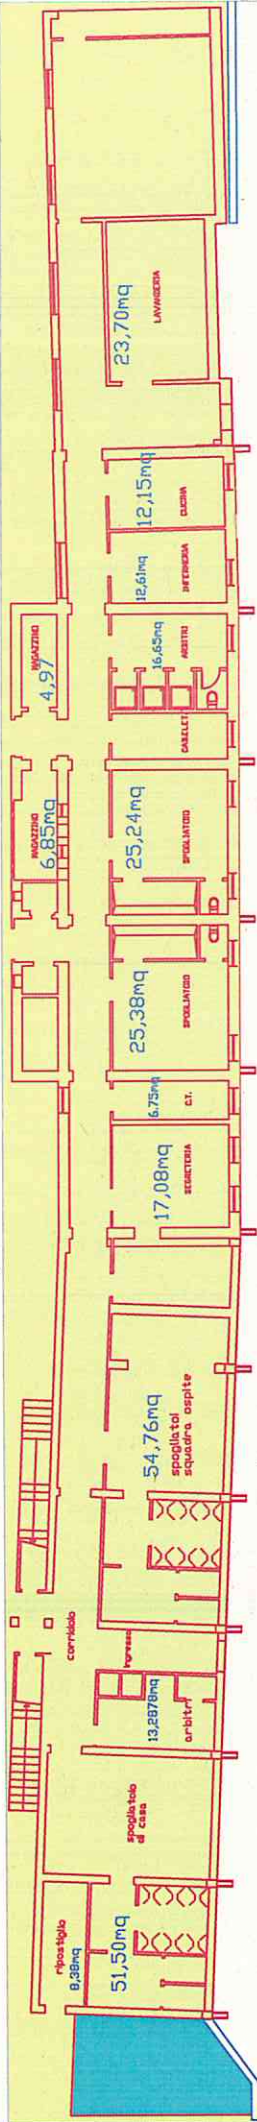 LAVANDERIA
23,70mq
CUCINA
12,15mq
INFERMERIA
12,61mq
ARBITRI
16,65mq
MAGAZZINO
4,97
GABELET.
MAGAZZINO
6,85mq
SPOGLIATOIO
25,24mq
SPOGLIATOIO
25,38mq
C.T.
6.75mq
SEGRETERIA
17,08mq
54,76mq
spogliatoi
squadra ospite
corridoio
ingresso
13,2878mq
arbitri
spogliatoio
di casa
ripostiglio
8,38mq
51,50mq